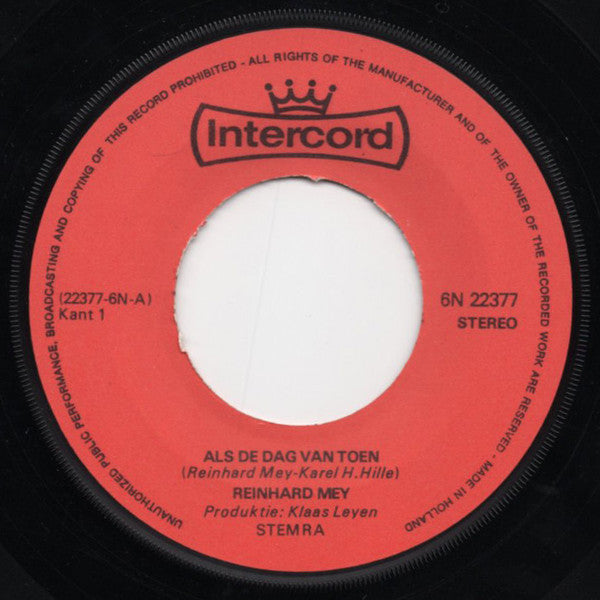 UNAUTHORIZED PUBLIC PERFORMANCE, BROADCASTING AND COPYING OF THIS RECORD PROHIBITED - ALL RIGHTS OF THE MANUFACTURER AND OF THE OWNER OF THE RECORDED WORK ARE RESERVED - MADE IN HOLLAND
Intercord
(22377-6N-A)
Kant 1
6N 22377
STEREO
ALS DE DAG VAN TOEN
(Reinhard Mey-Karel H.Hille)
REINHARD MEY
Produktie: Klaas Leyen
STEMRA